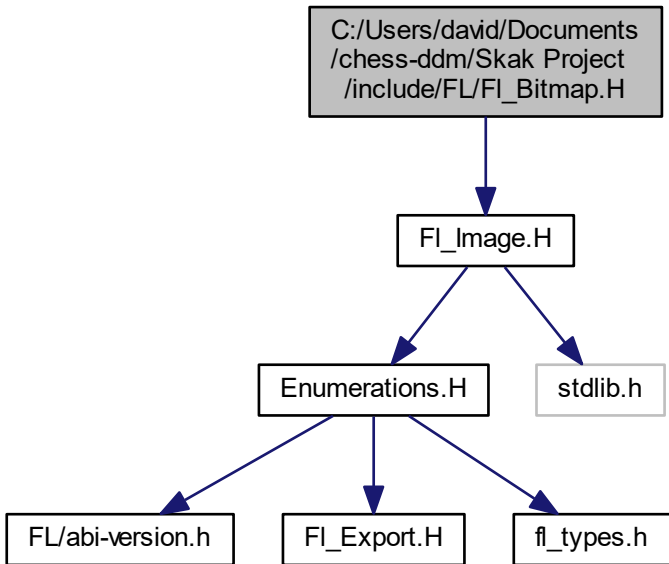 C:/Users/david/Documents
/chess-ddm/Skak Project
/include/FL/Fl_Bitmap.H
Fl_Image.H
Enumerations.H
stdlib.h
FL/abi-version.h
Fl_Export.H
fl_types.h